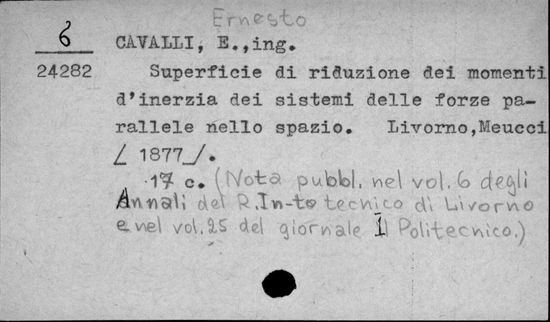 Ernesto
6 CAVALLI, E.,ing.
24282 Superficie di riduzione dei momenti
d'inerzia dei sistemi delle forze pa-
rallele nello spazio. Livorno,Meucci
[ 1877_/.
17 c. (Nota pubbl. nel vol. 6 degli
Annali del R. In-to tecnico di Livorno
e nel vol. 25 del giornale Il Politecnico.)